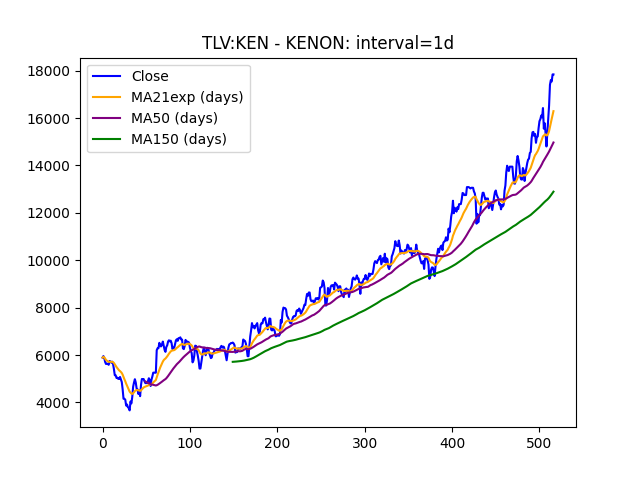 TLV:KEN - KENON: interval=1d
Close
MA21exp (days)
MA50 (days)
MA150 (days)
18000
16000
14000
12000
10000
8000
6000
4000
0 100 200 300 400 500